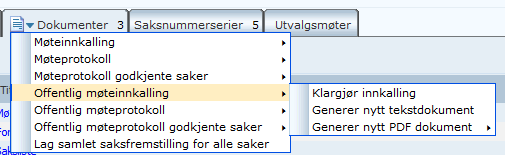 Dokumenter 3 Saksnummerserier 5 Utvalgsmøter
Møteinnkalling
Møteprotokoll
Møteprotokoll godkjente saker
Offentlig møteinnkalling
Klargjør innkalling
Offentlig møteprotokoll
Generer nytt tekstdokument
Offentlig møteprotokoll godkjente saker
Generer nytt PDF dokument
Lag samlet saksfremstilling for alle saker